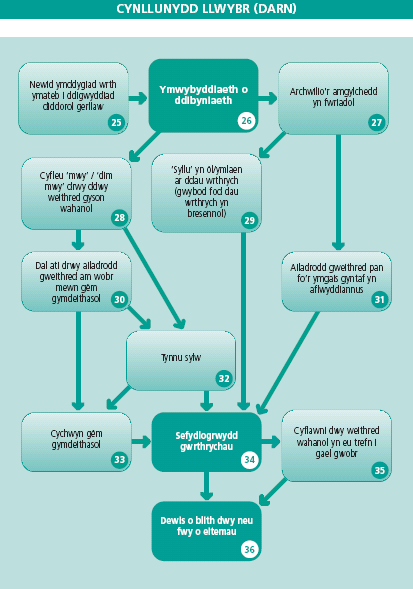 CYNLLUNYDD LLWYBR (DARN)
Newid ymddygiad wrth
ymateb i ddigwyddiad
diddorol gerllaw
25
Ymwybyddiaeth o
ddibyniaeth
26
Archwilio'r amgylchedd
yn fwriadol
27
Cyfleu 'mwy' / 'dim
mwy' drwy ddwy
weithred gyson
wahanol
28
'Syllu' yn ôl/ymlaen
ar ddau wrthrych
(gwybod fod dau
wrthrych yn
bresennol)
29
Dal ati drwy ailadrodd
gweithred am wobr
mewn gêm
gymdeithasol
30
Ailadrodd gweithred pan
fo'r ymgais gyntaf yn
aflwyddiannus
31
Tynnu sylw
32
Cychwyn gêm
gymdeithasol
33
Sefydlogrwydd
gwrthrychau
34
Cyflawni dwy weithred
wahanol yn eu trefn i
gael gwobr
35
Dewis o blith dwy neu
fwy o eitemau
36